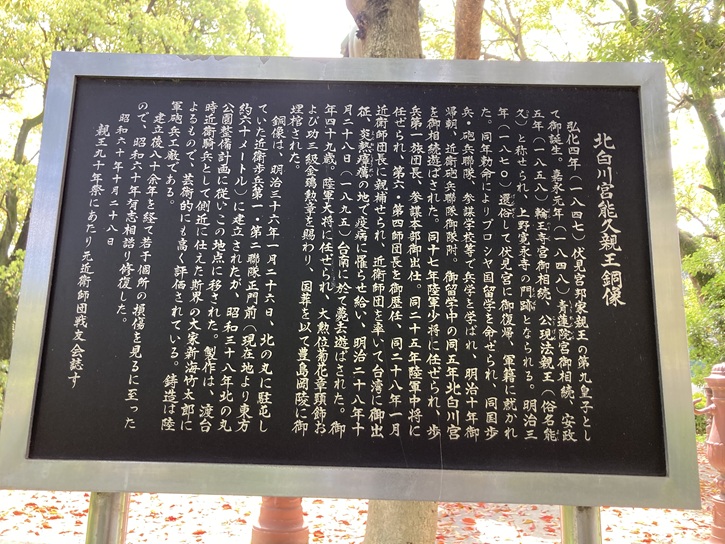 北白川宮能久親王銅像
弘化四年（一八四七）伏見宮邦家親王の第九皇子とし
て御誕生。嘉永元年（一八四八）青蓮院宮御相続、安政
五年（一八五八）輪王寺宮御相続、公現法親王（俗名能
久）と称せられ、上野寛永寺の門跡となられる。明治三
年（一八七〇）還俗して伏見宮に御復帰、軍籍に就かれ
た。同年勅命によりプロシャ国留学を命ぜられ、同国歩
兵・砲兵聯隊、参謀学校等で兵学を学ばれ、明治十年御
帰朝、近衛砲兵聯隊御隊附、御留学中の同五年北白川宮
を御相続遊ばされた。同十七年陸軍少将に任ぜられ、歩
兵第一旅団長、参謀本部御出仕。同二十五年陸軍中将に
任ぜられ、第六・第四師団長を御歴任、同二十八年一月
近衛師団長に親補せられ、近衛師団を率いて台湾に御出
征、炎熱瘴癘の地で疫病に罹らせ給い、明治二十八年十
月二十八日（一八九五）台南に於て薨去遊ばされた。御
年四十九歳。陸軍大将に任ぜられ、大勲位菊花章頸飾お
よび功三級金鵄勲章を賜わり、国葬を以て豊島岡陵に御
埋棺された。
銅像は、明治三十六年一月二十六日、北の丸に駐屯し
ていた近衛歩兵第一・第二聯隊正門前（現在地より東方
約六十メートル）に建立されたが、昭和三十八年北の丸
公園整備計画に従いこの地点に移された。製作は、渡台
時近衛騎兵として側近に仕えた斯界の大家新海竹太郎に
よるもので、芸術的にも高く評価されている。鋳造は陸
軍砲兵工廠である。
建立後八十余年を経て若干個所の損傷を見るに至った
ので、昭和六十年有志相諮り修復した。
昭和六十年十月二十八日
親王九十年祭にあたり元近衛師団戦友会誌す